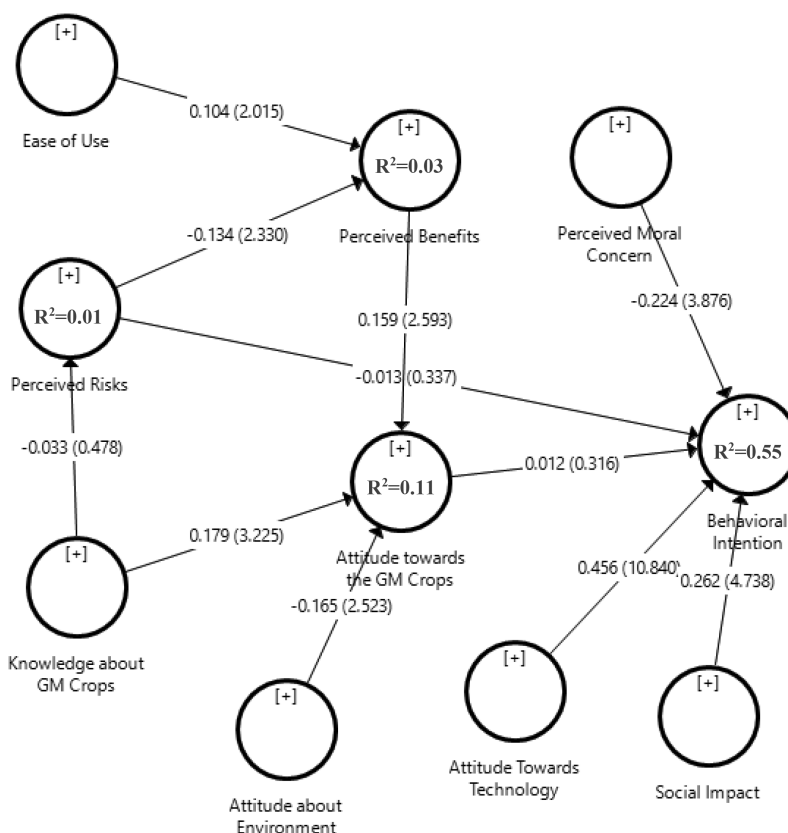 [+]
Ease of Use
0.104 (2.015)
[+]
R²=0.03
Perceived Benefits
[+]
Perceived Moral
Concern
-0.134 (2.330)
[+]
R²=0.01
Perceived Risks
0.159 (2.593)
-0.224 (3.876)
-0.013 (0.337)
-0.033 (0.478)
[+]
R²=0.11
Attitude towards
the GM Crops
0.012 (0.316)
[+]
R²=0.55
Behavioral
Intention
0.179 (3.225)
[+]
Knowledge about
GM Crops
-0.165 (2.523)
0.456 (10.840)
0.262 (4.738)
[+]
Attitude about
Environment
[+]
Attitude Towards
Technology
[+]
Social Impact